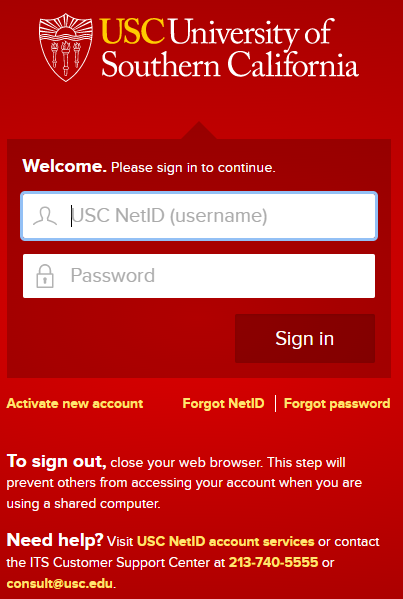 USC University of
Southern California
Welcome. Please sign in to continue.
USC NetID (username)
Password
Sign in
Activate new account Forgot NetID | Forgot password
To sign out, close your web browser. This step will
prevent others from accessing your account when you are
using a shared computer.
Need help? Visit USC NetID account services or contact
the ITS Customer Support Center at 213-740-5555 or
consult@usc.edu.